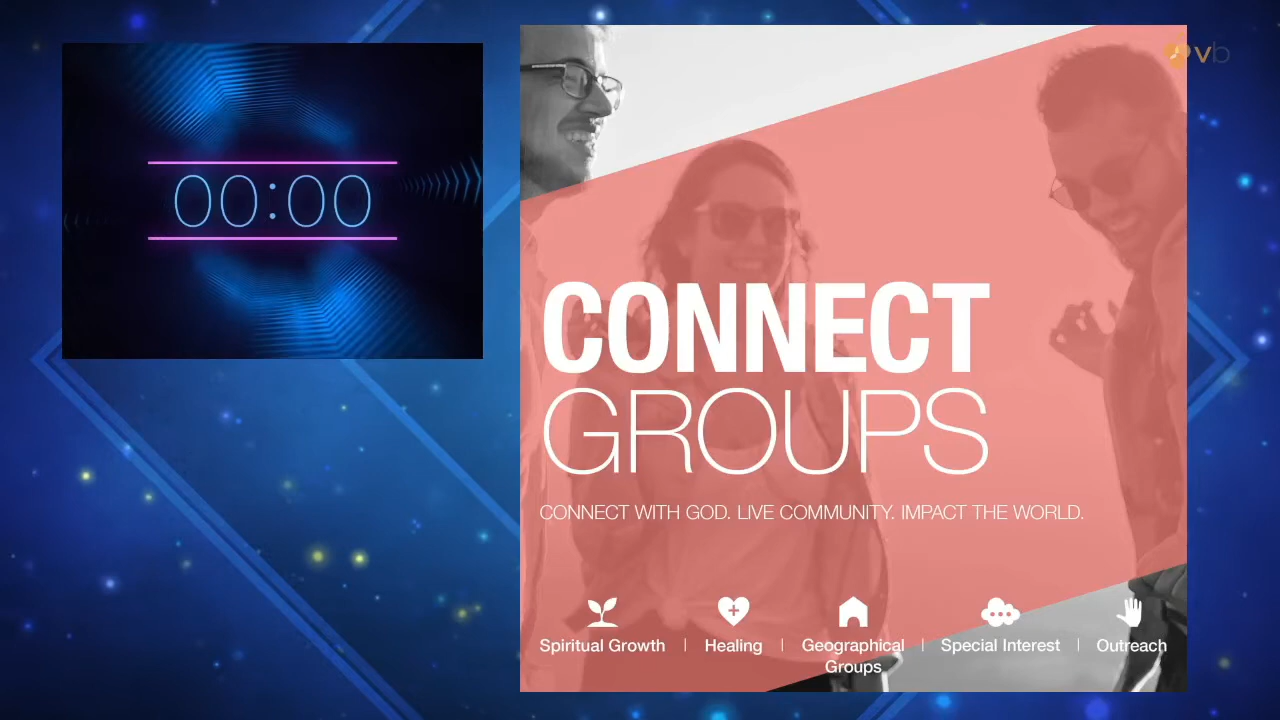 00:00
vb
CONNECT
GROUPS
CONNECT WITH GOD. LIVE COMMUNITY. IMPACT THE WORLD.
Spiritual Growth | Healing | Geographical Groups | Special Interest | Outreach